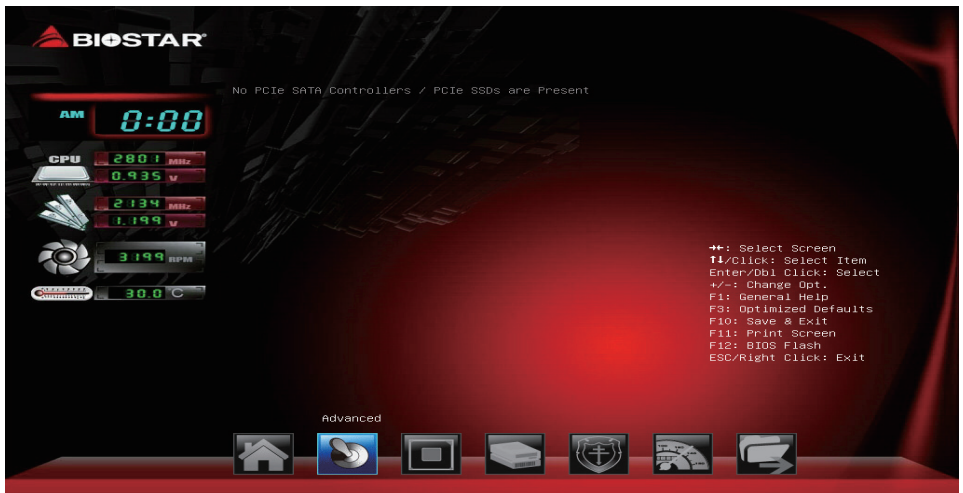 BIOSTAR
No PCIe SATA Controllers / PCIe SSDs are Present
AM 0:00
CPU 2801 MHz
0.935 V
2134 MHz
1.199 V
3199 RPM
30.0 C
→←: Select Screen
↑↓/Click: Select Item
Enter/Dbl Click: Select
+/-: Change Opt.
F1: General Help
F3: Optimized Defaults
F10: Save & Exit
F11: Print Screen
F12: BIOS Flash
ESC/Right Click: Exit
Advanced